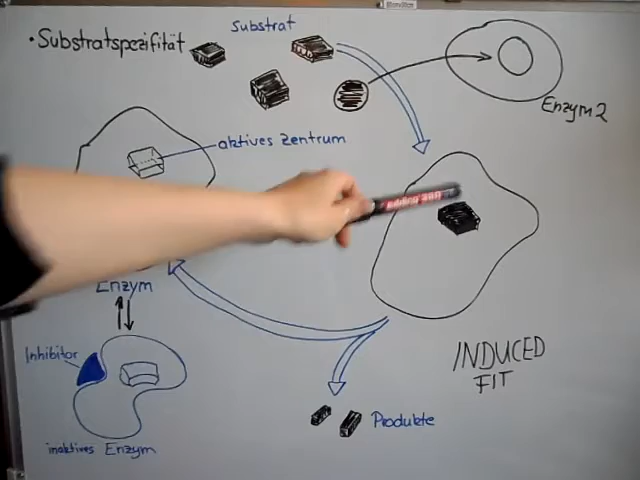 • Substratspezifität
Substrat
Enzym 2
aktives Zentrum
edding 360
Enzym
Inhibitor
INDUCED
FIT
Produkte
inaktives Enzym